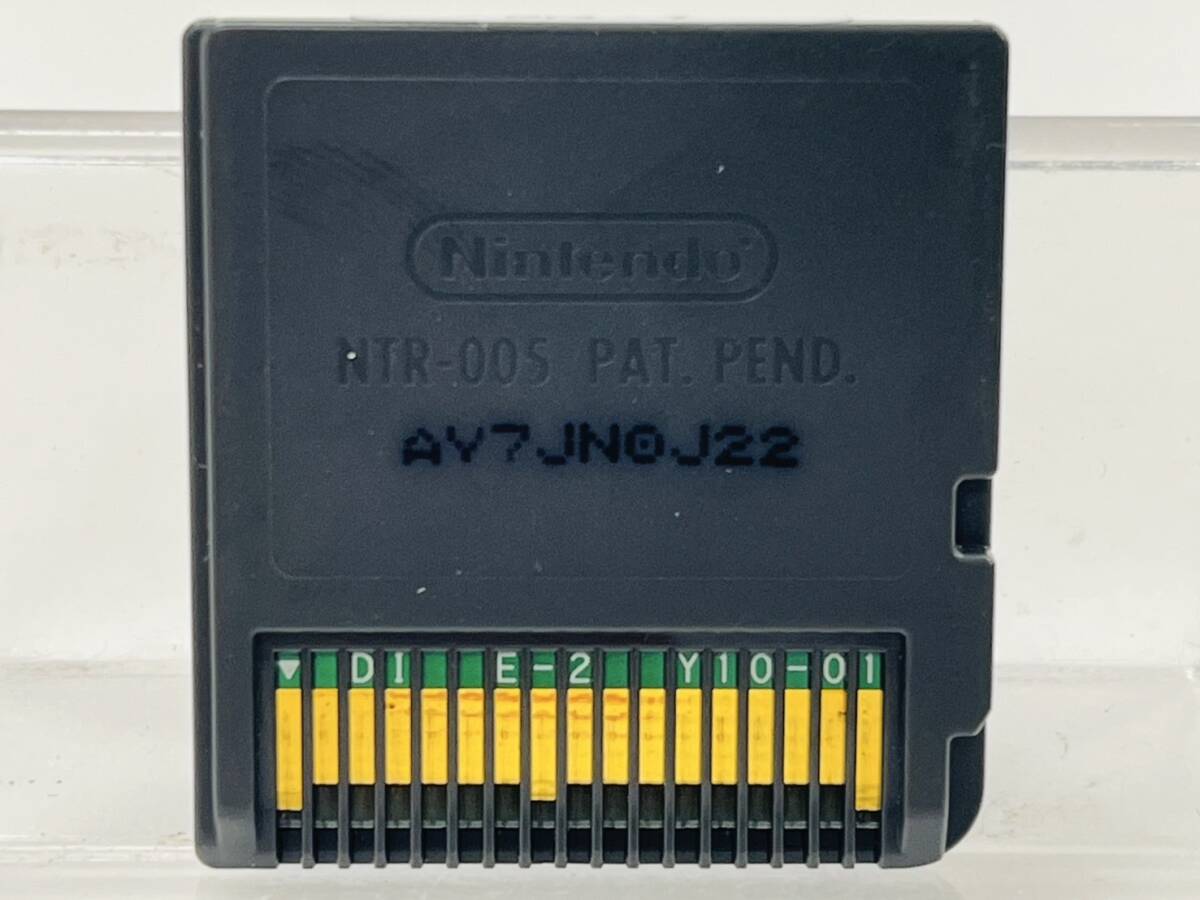 Nintendo
NTR-005 PAT. PEND.
AY7JN0J22
▼ DI E-2 Y10-01